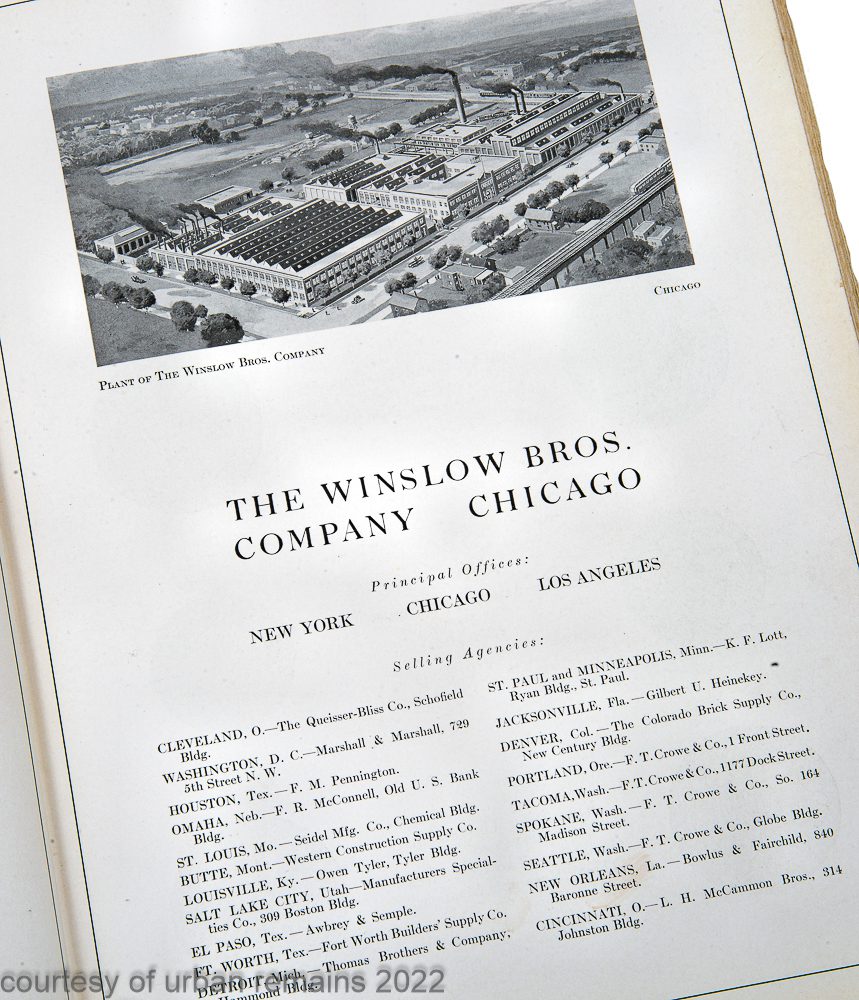 PLANT OF THE WINSLOW BROS. COMPANY
CHICAGO
THE WINSLOW BROS.
COMPANY CHICAGO
Principal Offices:
NEW YORK CHICAGO LOS ANGELES
Selling Agencies:
CLEVELAND, O.—The Queisser-Bliss Co., Schofield
Bldg.
WASHINGTON, D. C.—Marshall & Marshall, 729
5th Street N. W.
HOUSTON, Tex.—F. M. Pennington.
OMAHA, Neb.—F. R. McConnell, Old U. S. Bank
Bldg.
ST. LOUIS, Mo.—Seidel Mfg. Co., Chemical Bldg.
BUTTE, Mont.—Western Construction Supply Co.
LOUISVILLE, Ky.—Owen Tyler, Tyler Bldg.
SALT LAKE CITY, Utah—Manufacturers Special-
ties Co., 309 Boston Bldg.
EL PASO, Tex.—Awbrey & Semple.
FT. WORTH, Tex.—Fort Worth Builders' Supply Co.
DETROIT, Mich.—Thomas Brothers & Company,
Hammond Bldg.
ST. PAUL and MINNEAPOLIS, Minn.—K. F. Lott,
Ryan Bldg., St. Paul.
JACKSONVILLE, Fla.—Gilbert U. Heinekey.
DENVER, Col.—The Colorado Brick Supply Co.,
New Century Bldg.
PORTLAND, Ore.—F. T. Crowe & Co., 1 Front Street.
TACOMA, Wash.—F. T. Crowe & Co., 1177 Dock Street.
SPOKANE, Wash.—F. T. Crowe & Co., So. 164
Madison Street.
SEATTLE, Wash.—F. T. Crowe & Co., Globe Bldg.
NEW ORLEANS, La.—Bowlus & Fairchild, 840
Baronne Street.
CINCINNATI, O.—L. H. McCammon Bros., 314
Johnston Bldg.
courtesy of urban remains 2022